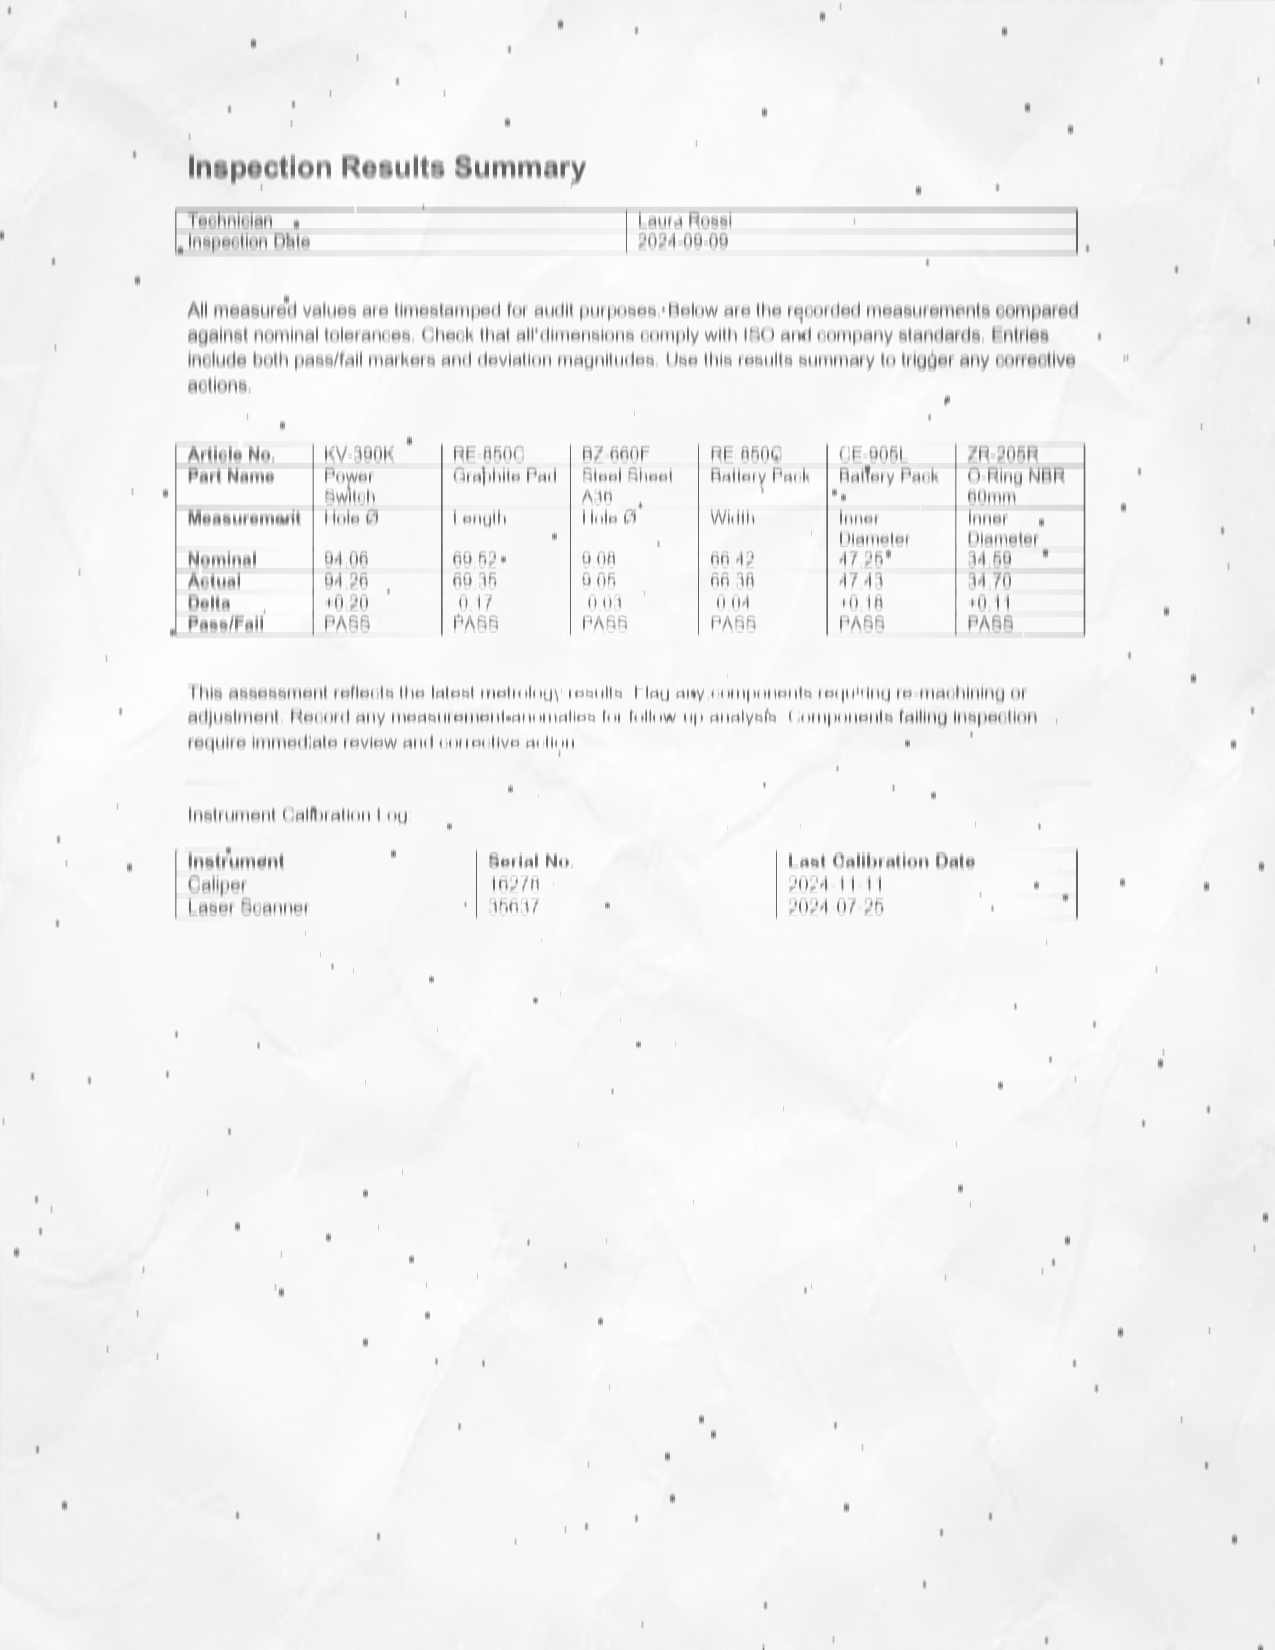 Inspection Results Summary
Technician Laura Rossi
Inspection Date 2024-09-09
All measured values are timestamped for audit purposes. Below are the recorded measurements compared
against nominal tolerances. Check that all dimensions comply with ISO and company standards. Entries
include both pass/fail markers and deviation magnitudes. Use this results summary to trigger any corrective
actions.
Article No. KV-390K RE-850C BZ-660F RE-850C CE-905L ZR-205R
Part Name Power Graphite Pad Steel Sheet Battery Pack Battery Pack O-Ring NBR
Switch A36 60mm
Measurement Hole Ø Length Hole Ø Width Inner Inner
Diameter Diameter
Nominal 94.06 69.52 9.08 66.42 47.25 34.59
Actual 94.26 69.35 9.05 66.38 47.43 34.70
Delta +0.20 -0.17 -0.03 -0.04 +0.18 +0.11
Pass/Fail PASS PASS PASS PASS PASS PASS
This assessment reflects the latest metrology results. Flag any components requiring re-machining or
adjustment. Record any measurement anomalies for follow-up analysis. Components failing inspection
require immediate review and corrective action.
Instrument Calibration Log:
Instrument Serial No. Last Calibration Date
Caliper 16278 2024-11-11
Laser Scanner 35637 2024-07-25